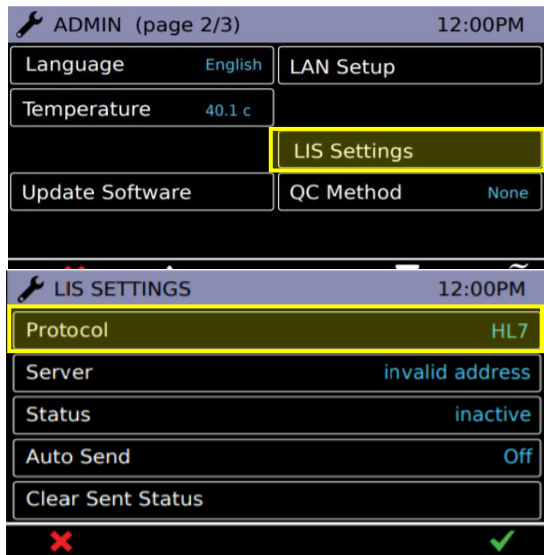 ADMIN (page 2/3) 12:00PM
Language English LAN Setup
Temperature 40.1 c
LIS Settings
Update Software QC Method None
LIS SETTINGS 12:00PM
Protocol HL7
Server invalid address
Status inactive
Auto Send Off
Clear Sent Status